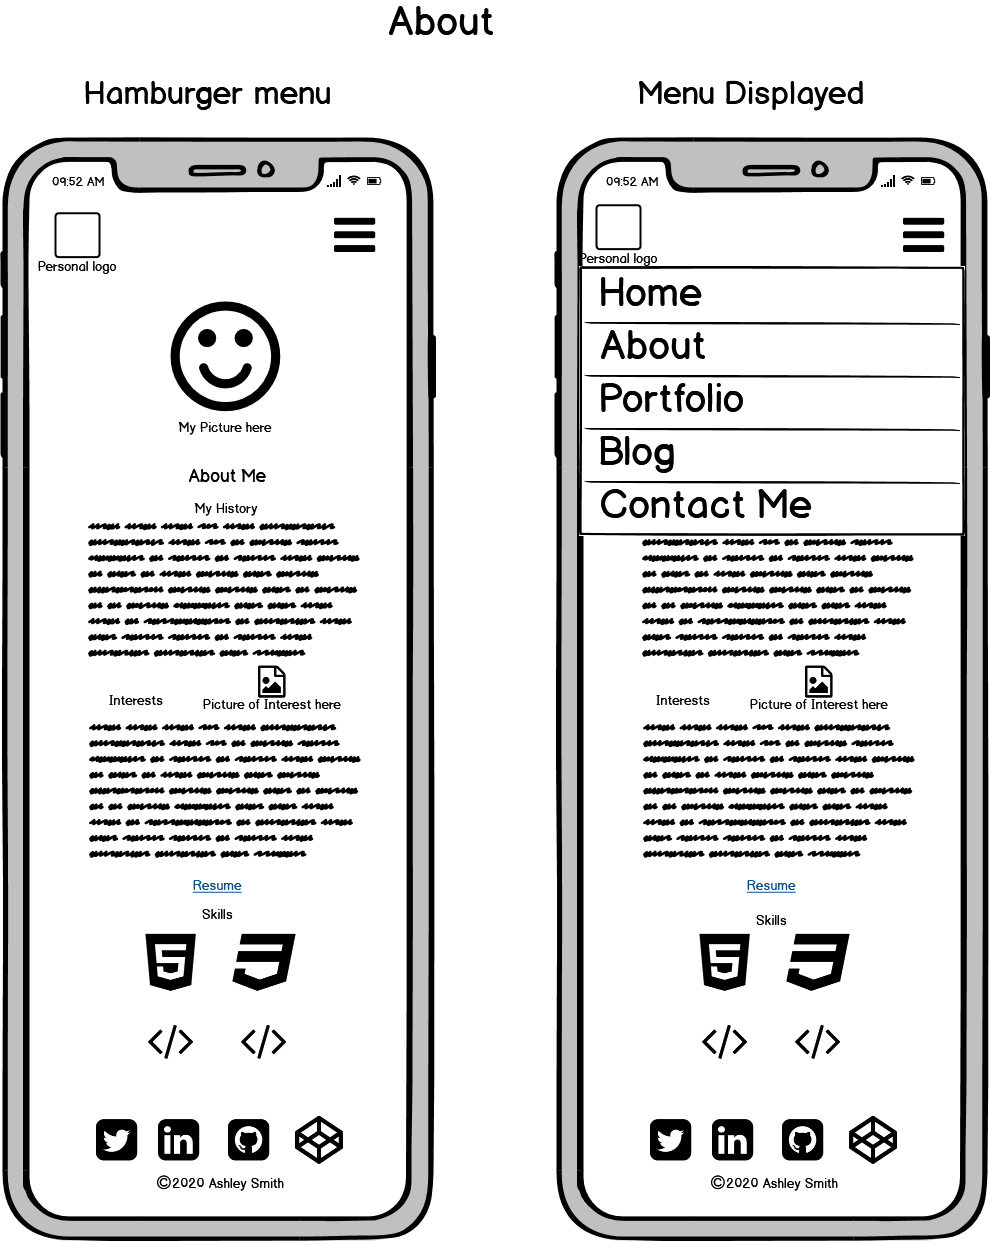 About
Hamburger menu
09:52 AM
Personal logo
My Picture here
About Me
My History
Interests
Picture of Interest here
Resume
Skills
in
©2020 Ashley Smith
Menu Displayed
09:52 AM
Personal logo
Home
About
Portfolio
Blog
Contact Me
Interests
Picture of Interest here
Resume
Skills
in
©2020 Ashley Smith